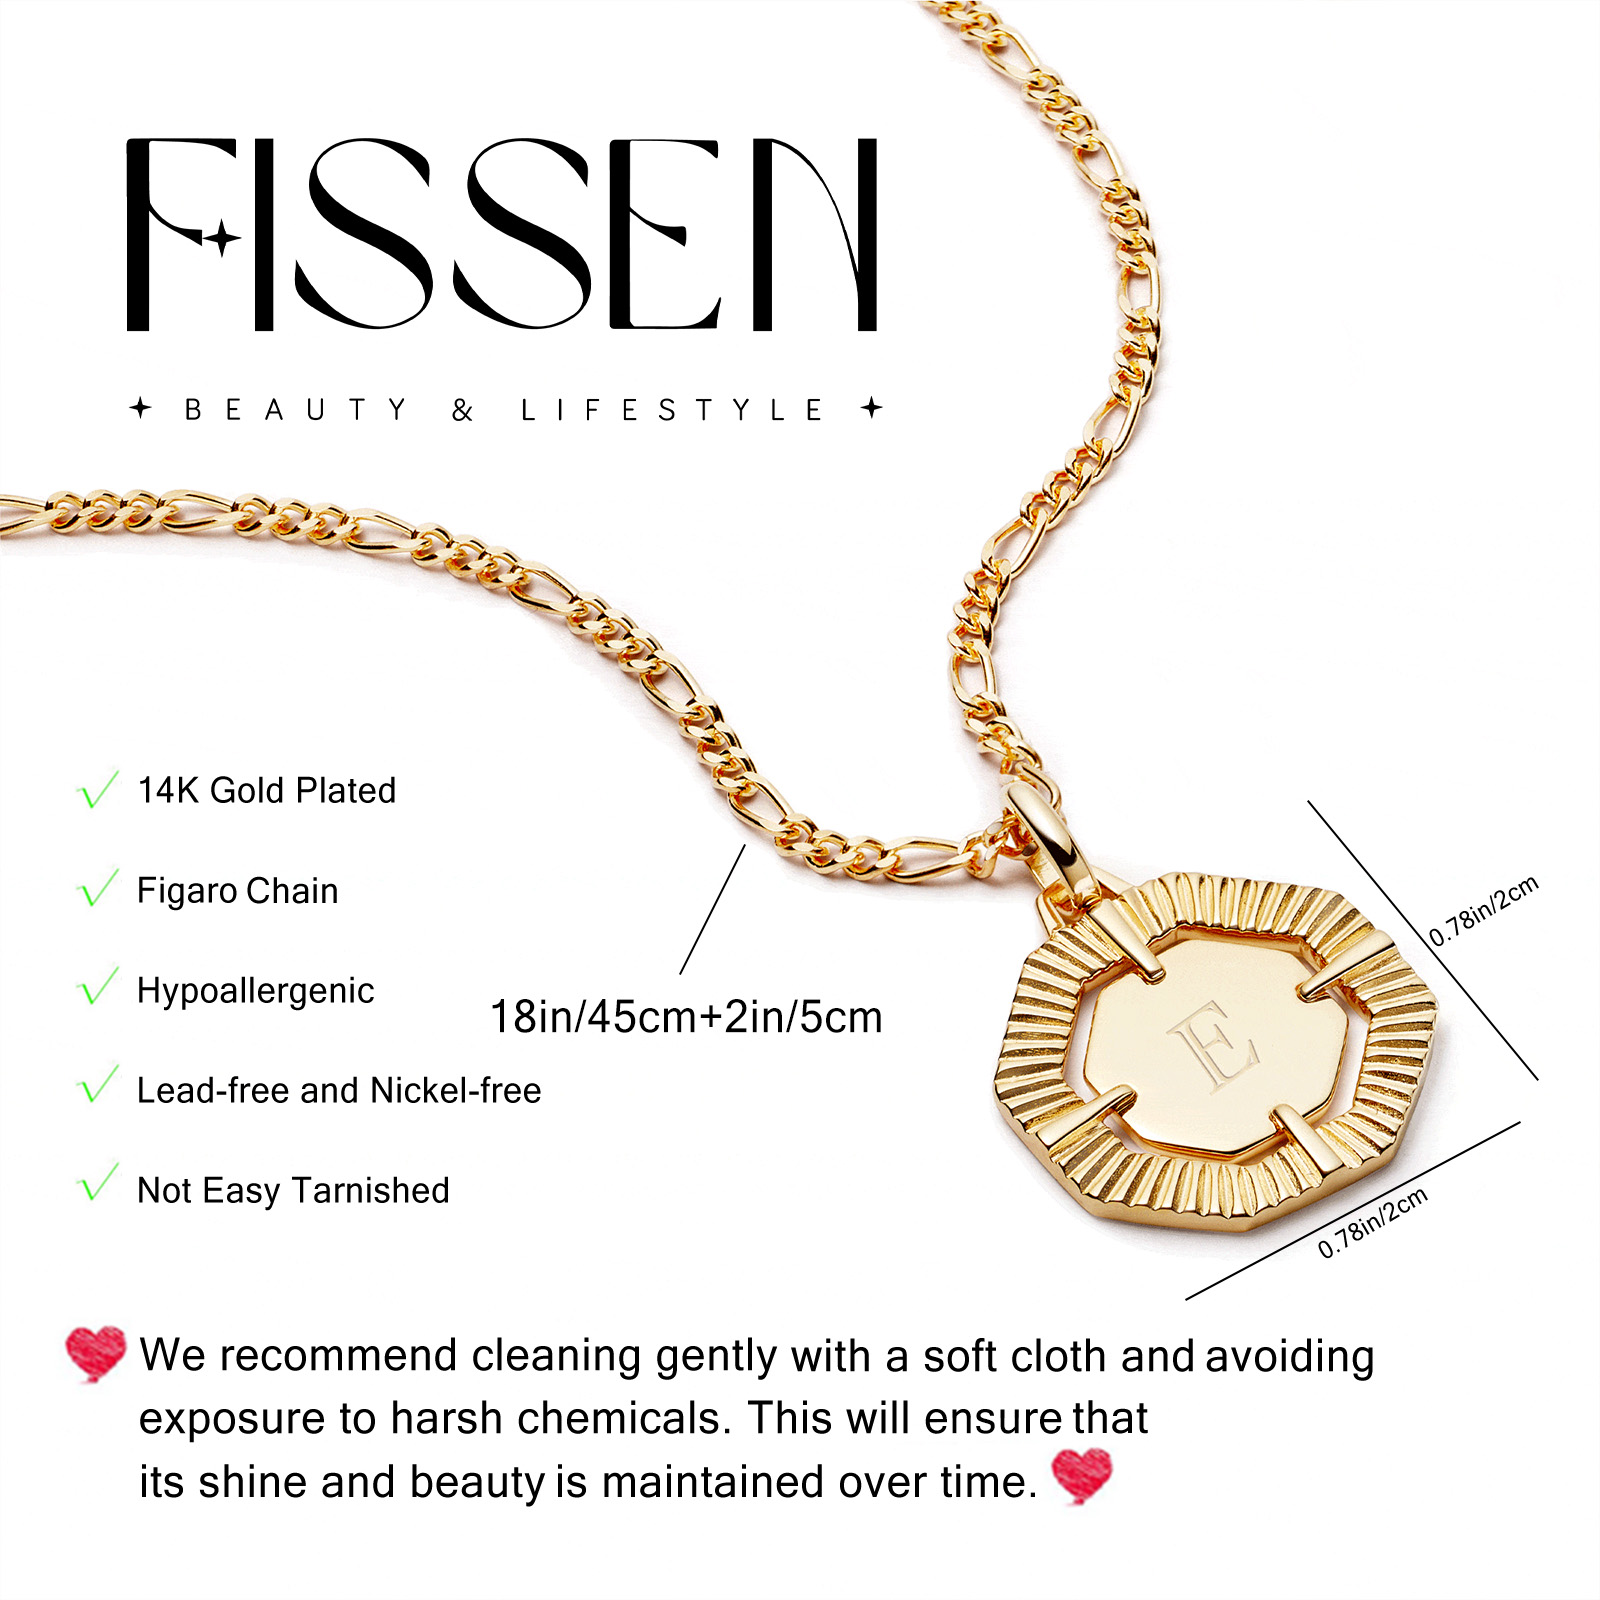 FISSEN
BEAUTY & LIFESTYLE
14K Gold Plated
Figaro Chain
Hypoallergenic
Lead-free and Nickel-free
Not Easy Tarnished
18in/45cm+2in/5cm
0.78in/2cm
E
0.78in/2cm
We recommend cleaning gently with a soft cloth and avoiding
exposure to harsh chemicals. This will ensure that
its shine and beauty is maintained over time.